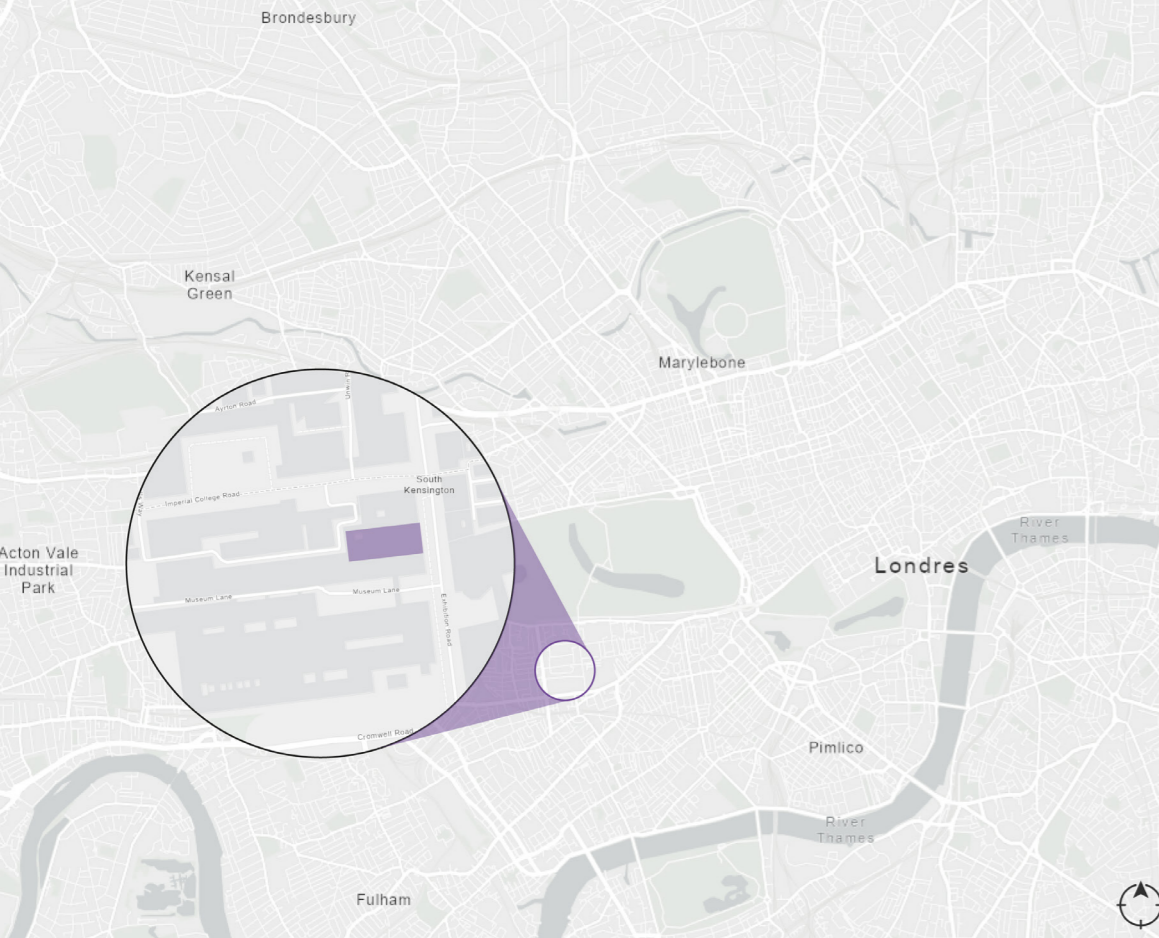 Brondesbury
Kensal
Green
Marylebone
Ayrton Road
Imperial College Road
South
Kensington
Way
River
Thames
Londres
Acton Vale
Industrial
Park
Museum Lane
Museum Lane
Exhibition Road
Cromwell Road
Pimlico
River
Thames
Fulham